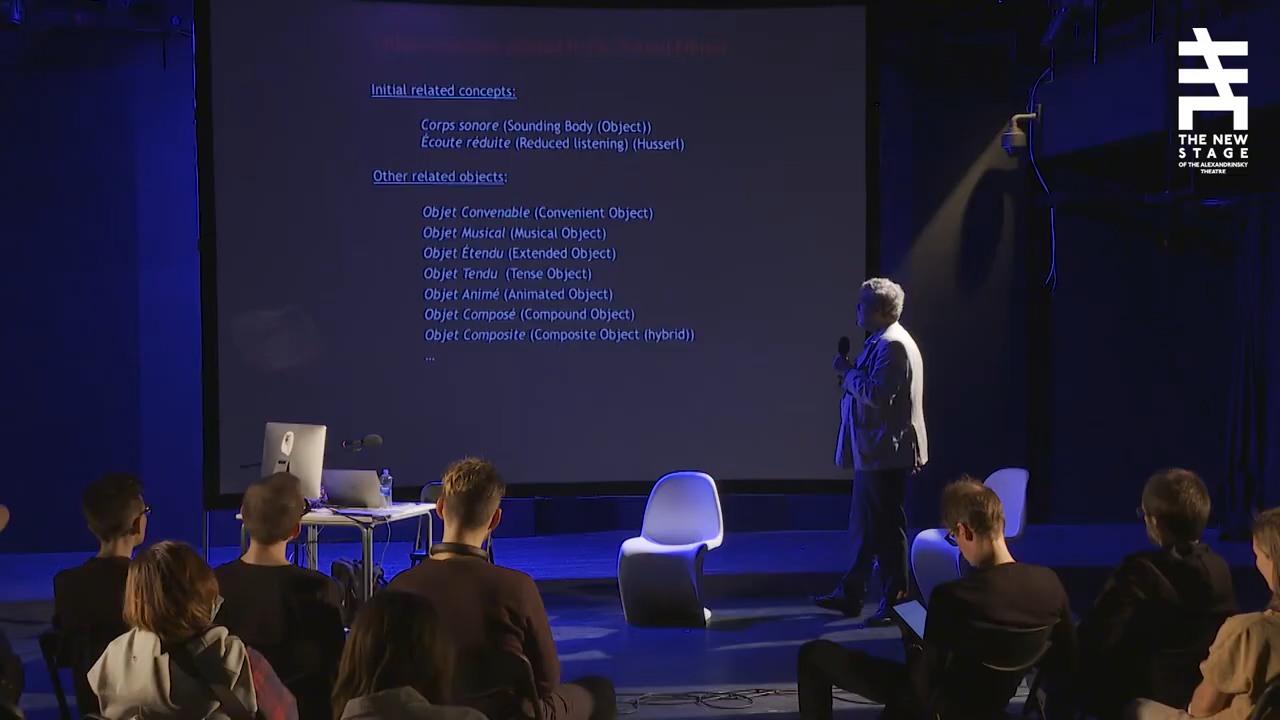 Initial related concepts:
Corps sonore (Sounding Body (Object))
Écoute réduite (Reduced listening) (Husserl)
Other related objects:
Objet Convenable (Convenient Object)
Objet Musical (Musical Object)
Objet Étendu (Extended Object)
Objet Tendu (Tense Object)
Objet Animé (Animated Object)
Objet Composé (Compound Object)
Objet Composite (Composite Object (hybrid))
...
THE NEW
STAGE
OF THE ALEXANDRINSKY
THEATRE